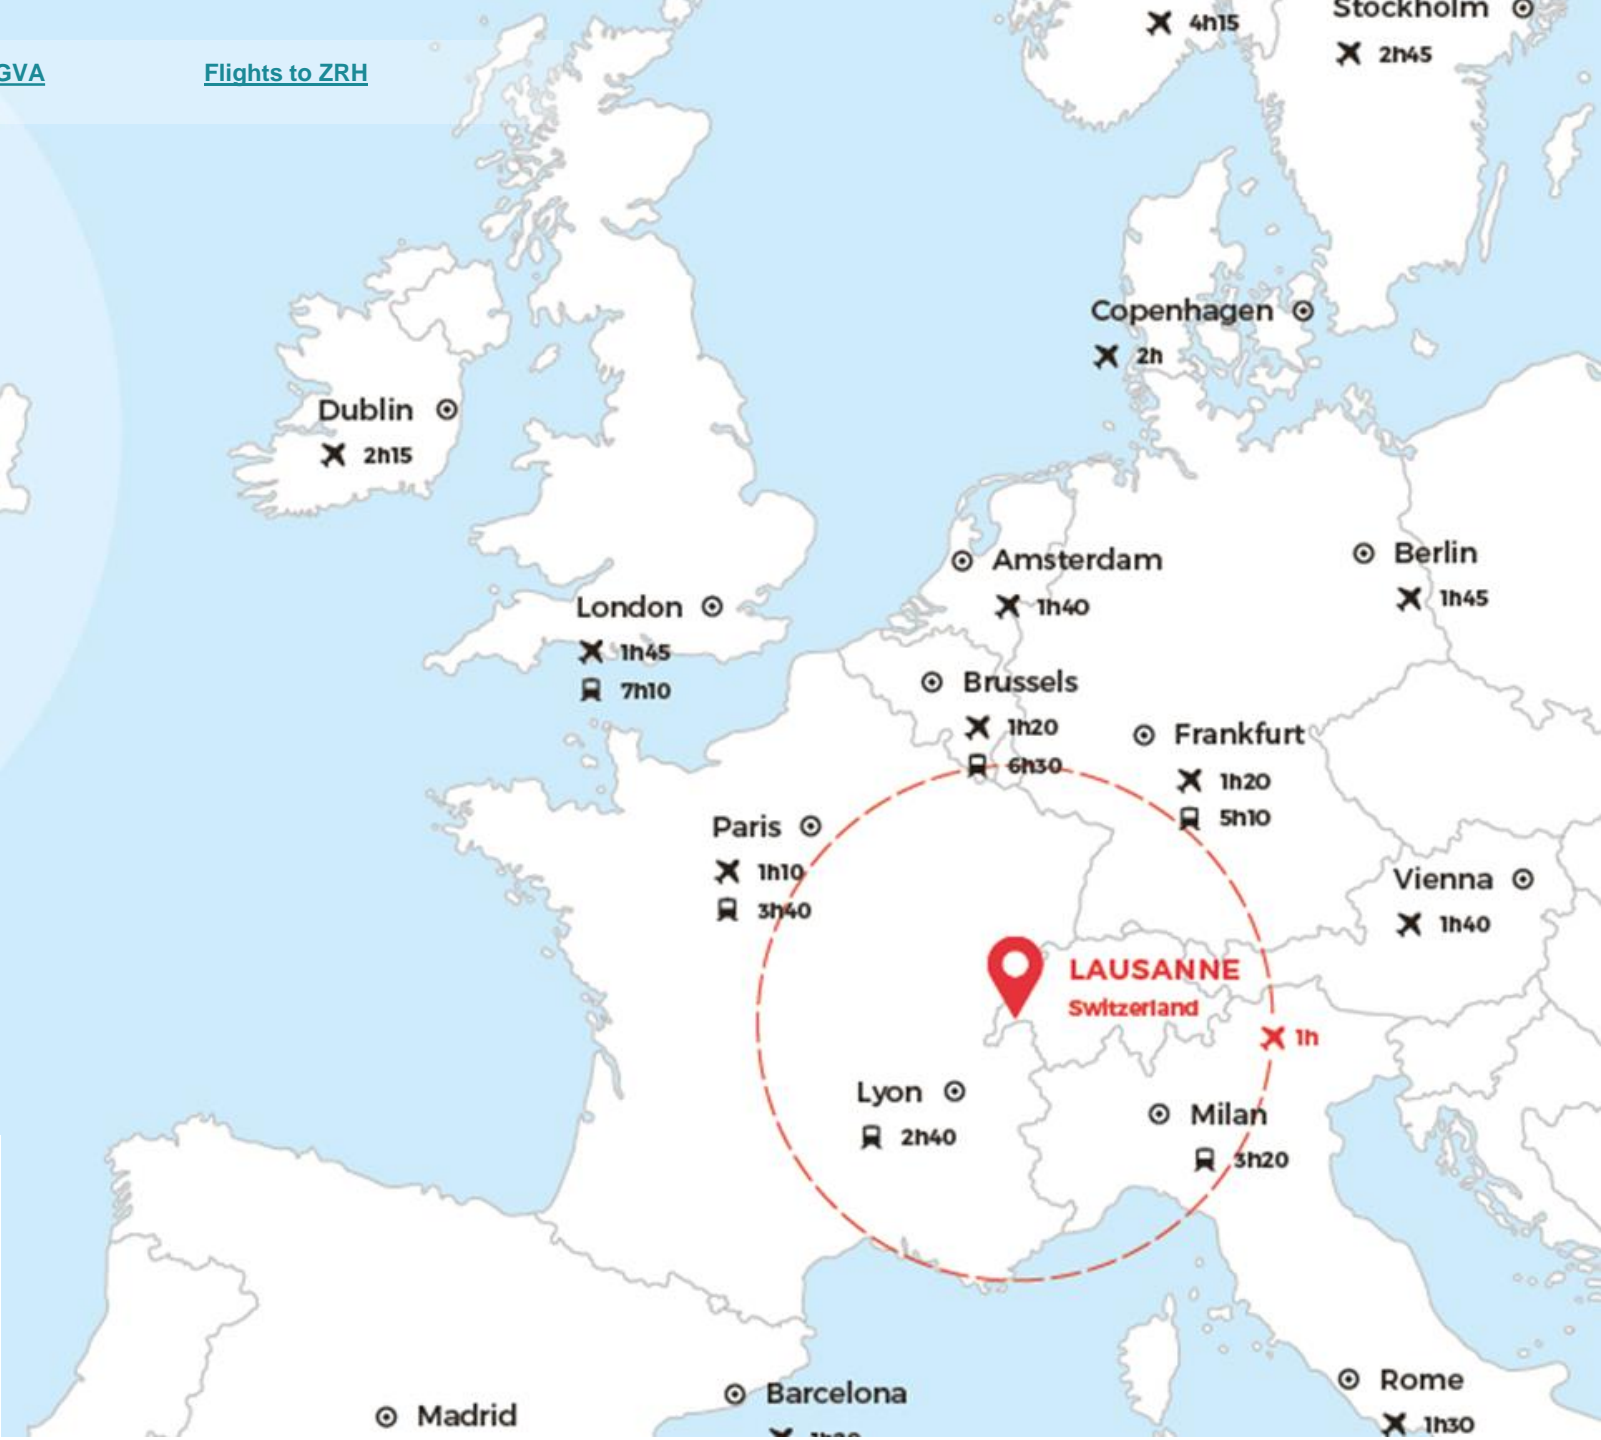 Stockholm
4h15
2h45
GVA
Flights to ZRH
Copenhagen
2h
Dublin
2h15
Amsterdam
1h40
Berlin
1h45
London
1h45
7h10
Brussels
1h20
6h30
Frankfurt
1h20
5h10
Paris
1h10
3h40
Vienna
1h40
LAUSANNE
Switzerland
1h
Lyon
2h40
Milan
3h20
Rome
1h30
Barcelona
Madrid